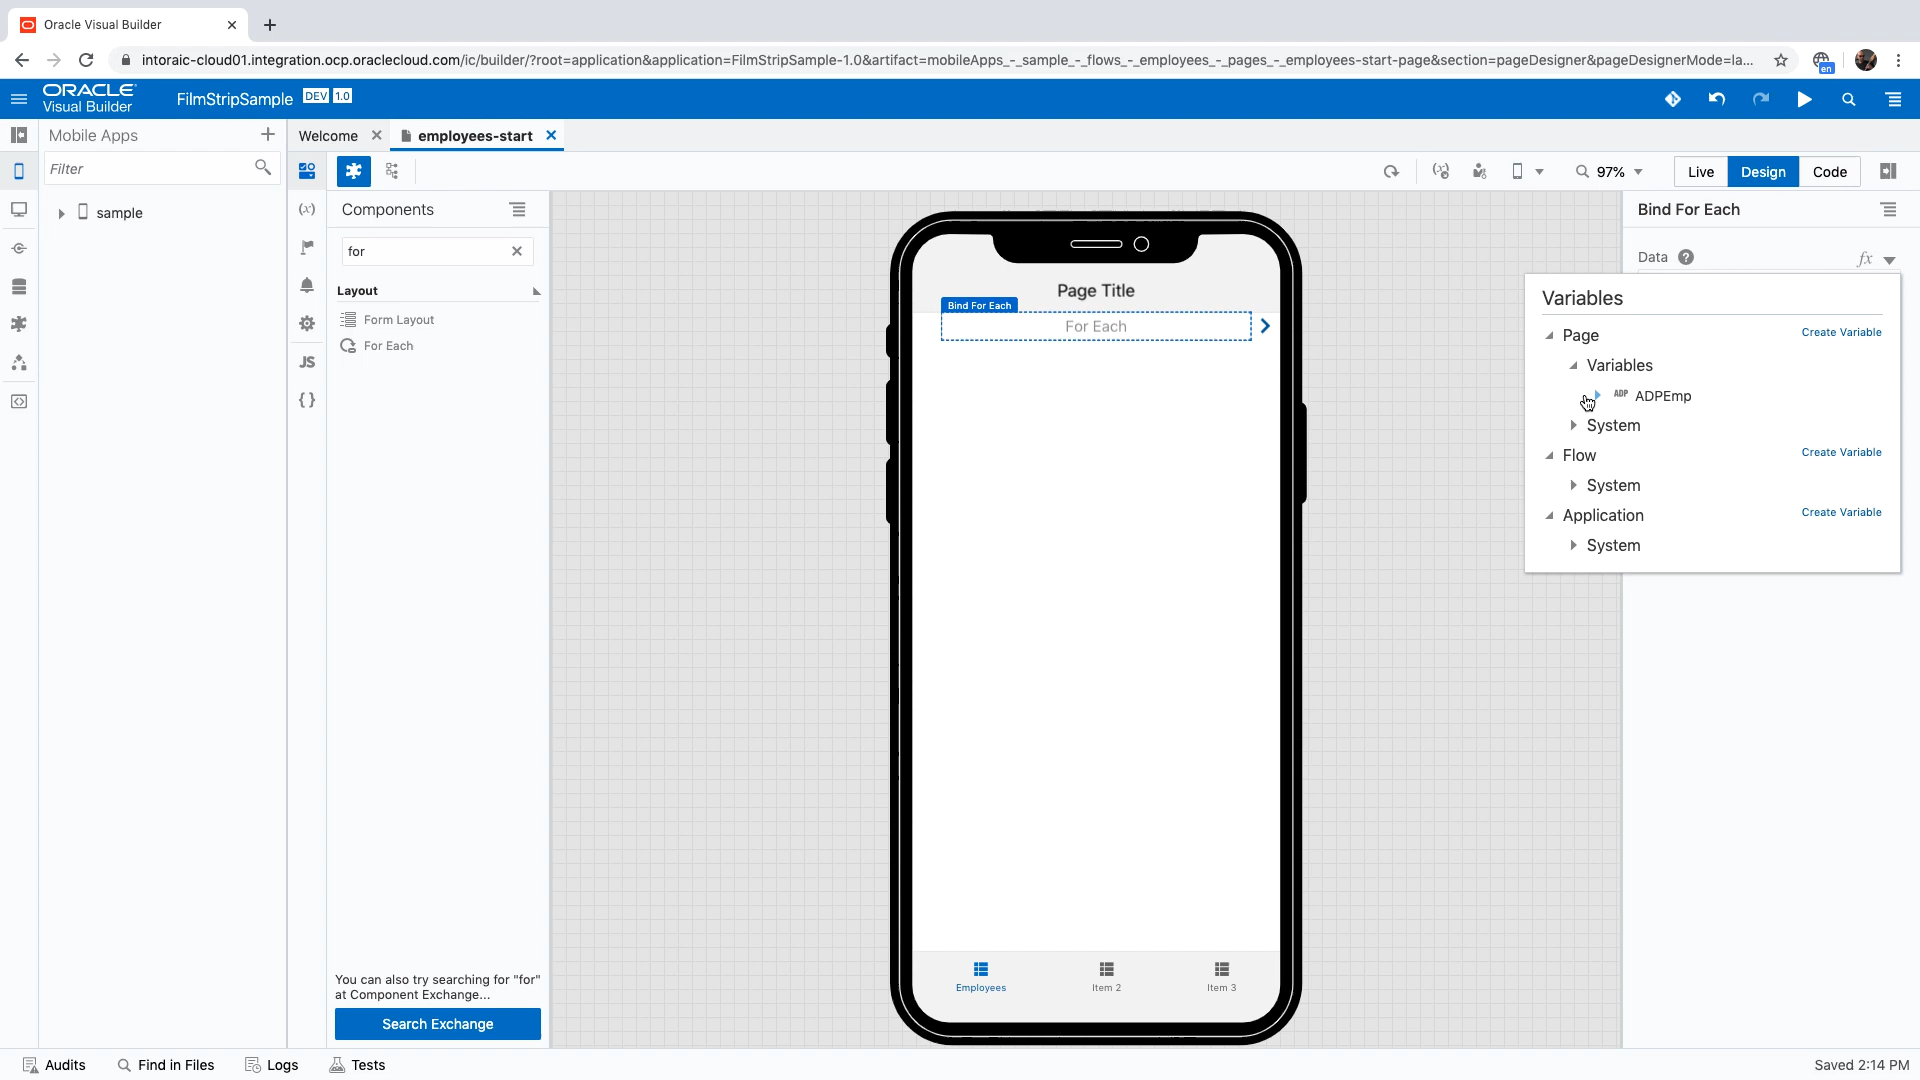 Oracle Visual Builder
intoraic-cloud01.integration.ocp.oraclecloud.com/ic/builder/?root=application&application=FilmStripSample-1.0&artifact=mobileApps_-_sample_-_flows_-_employees_-_pages_-_employees-start-page&section=pageDesigner&pageDesignerMode=la...
en
ORACLE
Visual Builder
FilmStripSample DEV 1.0
Mobile Apps
Welcome
employees-start
Filter
97%
Live
Design
Code
sample
(x)
Components
for
Layout
Form Layout
For Each
JS
{ }
You can also try searching for "for"
at Component Exchange...
Search Exchange
Page Title
Bind For Each
For Each
Employees
Item 2
Item 3
Bind For Each
Data ?
fx
Variables
Page Create Variable
Variables
ADP ADPEmp
System
Flow Create Variable
System
Application Create Variable
System
Audits
Find in Files
Logs
Tests
Saved 2:14 PM